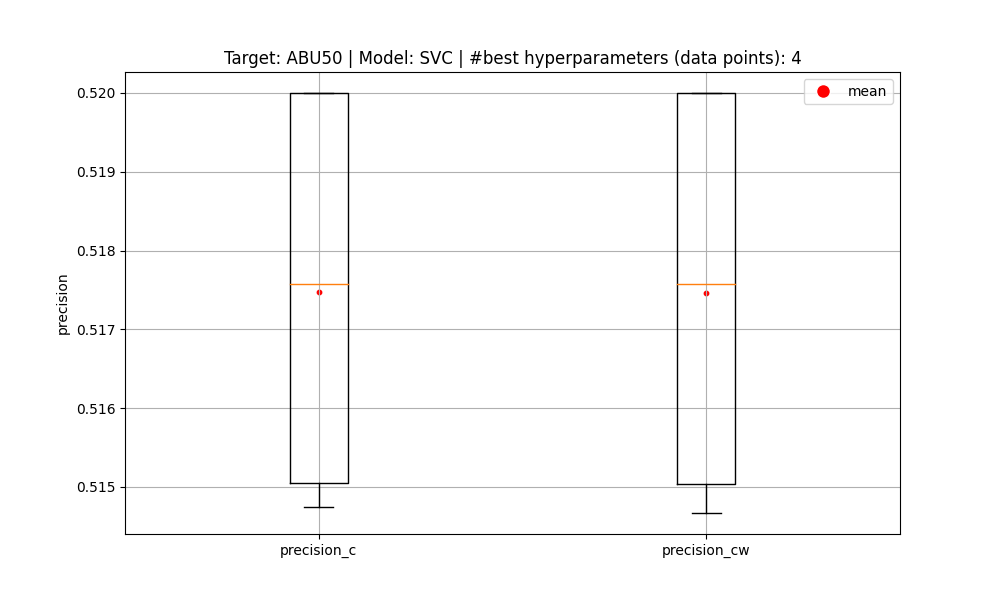 Target: ABU50 | Model: SVC | #best hyperparameters (data points): 4
mean
precision
0.520
0.519
0.518
0.517
0.516
0.515
precision_c
precision_cw